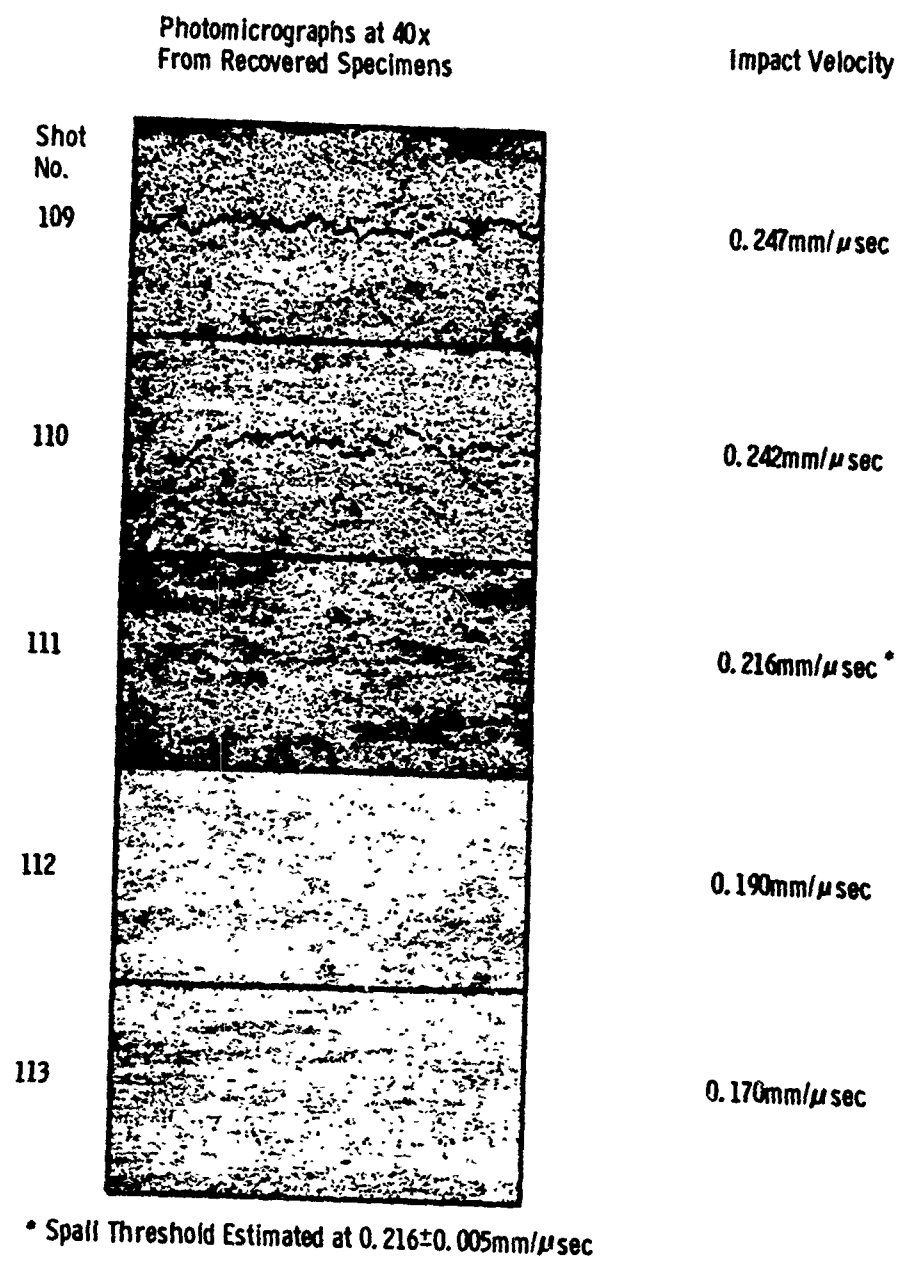 Photomicrographs at 40x
From Recovered Specimens
Impact Velocity
Shot
No.
109
0.247mm/μsec
110
0.242mm/μsec
111
0.216mm/μsec*
112
0.190mm/μsec
113
0.170mm/μsec
* Spall Threshold Estimated at 0.216±0.005mm/μsec